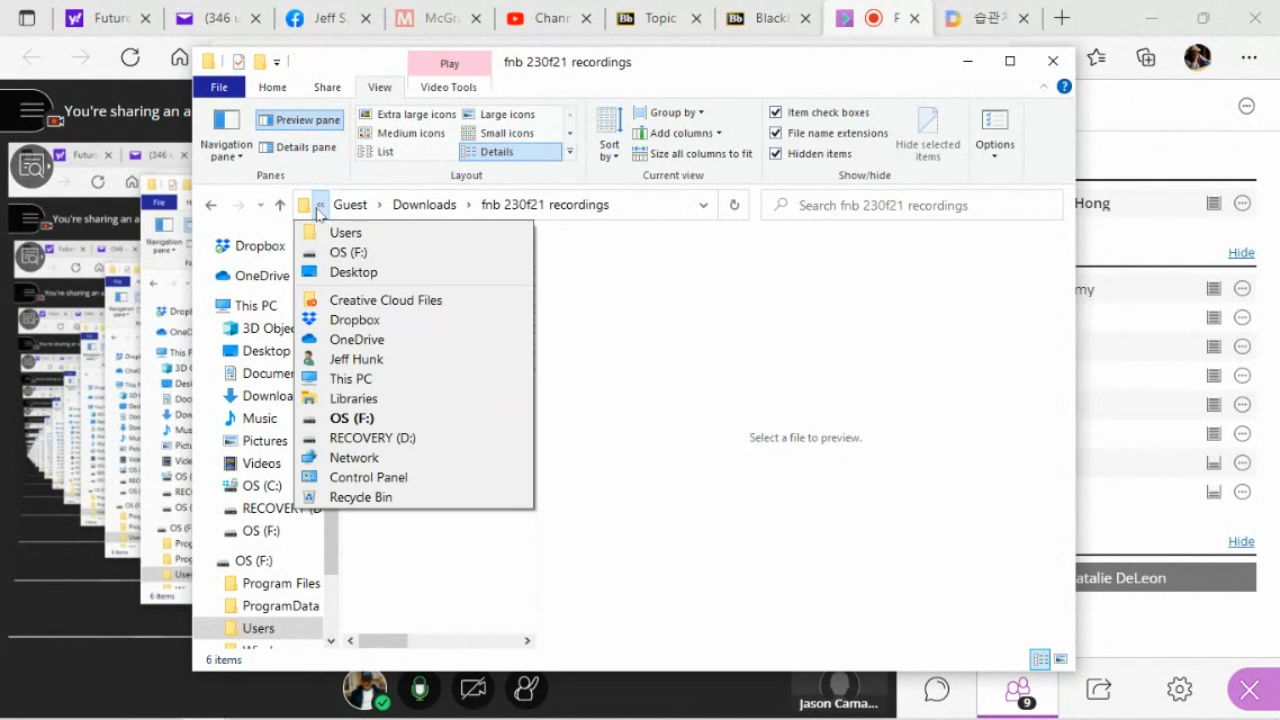 Future
(346 u
Jeff S.
McGr
Chan
Topic
Blackl
F
습관
fnb 230f21 recordings
Play
File
Home
Share
View
Video Tools
You're sharing an a
Navigation pane
Preview pane
Details pane
Panes
Extra large icons
Large icons
Medium icons
Small icons
List
Details
Layout
Sort by
Group by
Add columns
Size all columns to fit
Current view
Item check boxes
File name extensions
Hidden items
Hide selected items
Show/hide
Options
« Guest > Downloads > fnb 230f21 recordings
Search fnb 230f21 recordings
Hong
Hide
my
Hide
atalie DeLeon
Dropbox
OneDrive
This PC
3D Objec
Desktop
Documer
Downloa
Music
Pictures
Videos
OS (C:)
RECOVERY (D
OS (F:)
OS (F:)
Program Files
ProgramData
Users
Users
OS (F:)
Desktop
Creative Cloud Files
Dropbox
OneDrive
Jeff Hunk
This PC
Libraries
OS (F:)
RECOVERY (D:)
Network
Control Panel
Recycle Bin
Select a file to preview.
6 items
Jason Cama...
9